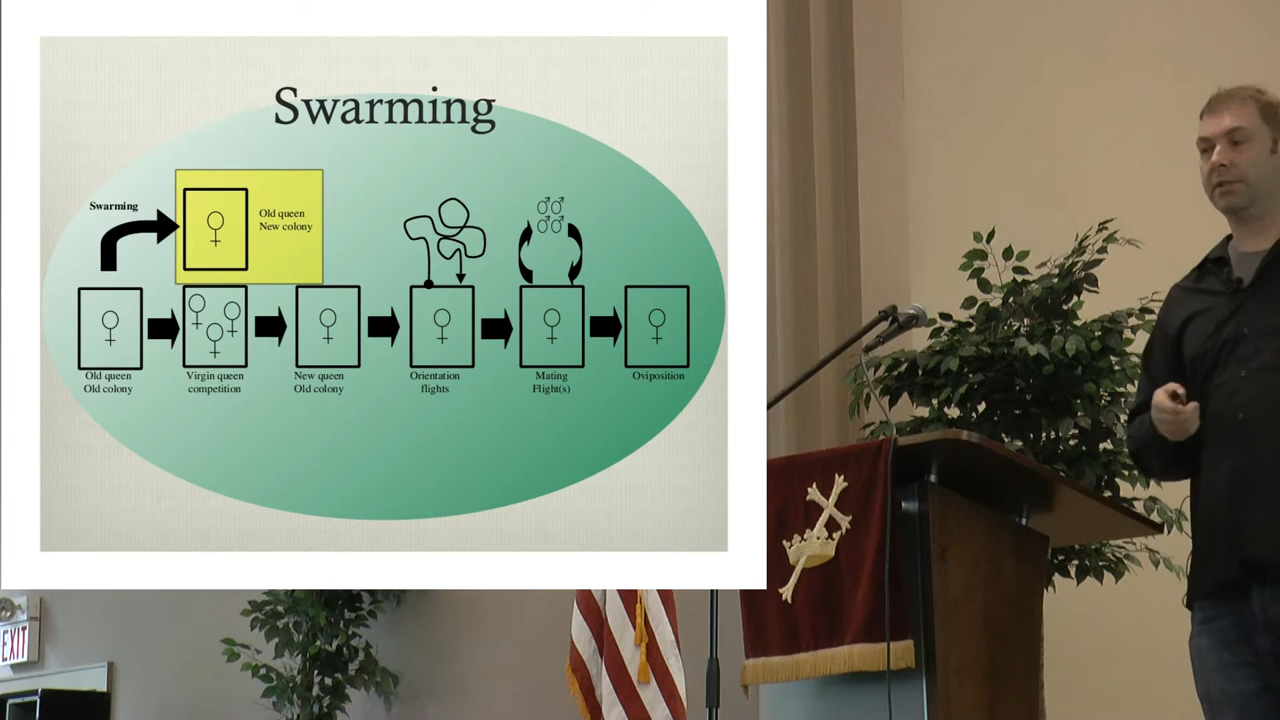 Swarming
Swarming
Old queen
New colony
Old queen
Old colony
Virgin queen
competition
New queen
Old colony
Orientation
flights
Mating
Flight(s)
Oviposition
EXIT